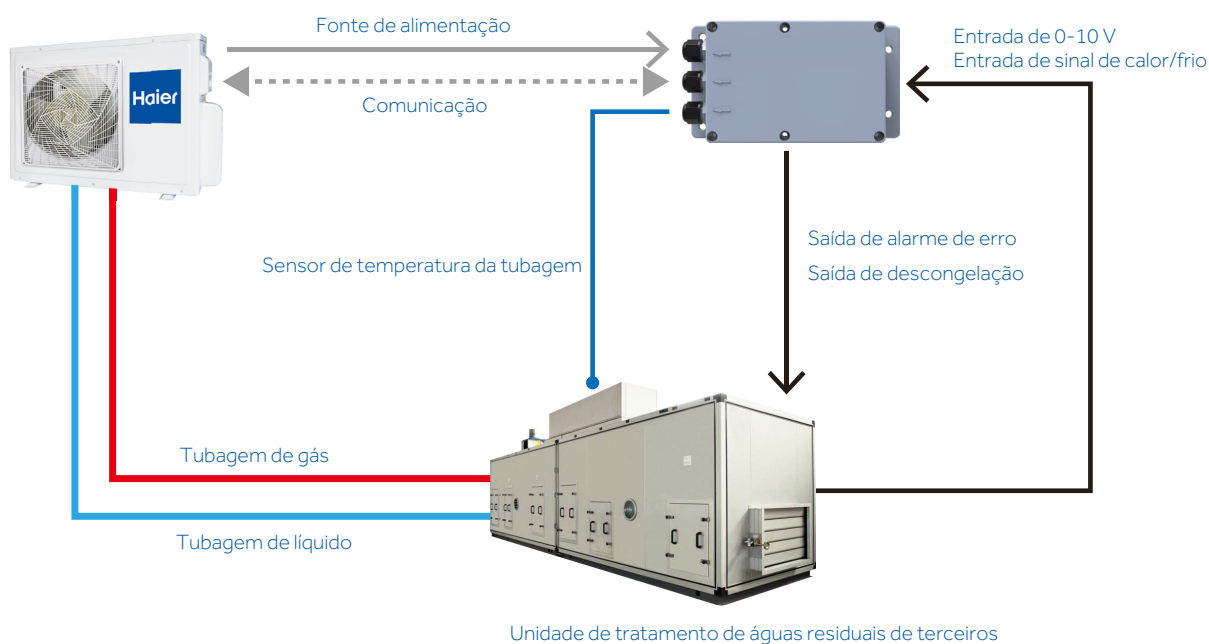 Fonte de alimentação
Entrada de 0-10 V
Entrada de sinal de calor/frio
Haier
Comunicação
Saída de alarme de erro
Sensor de temperatura da tubagem
Saída de descongelação
Tubagem de gás
Tubagem de líquido
Unidade de tratamento de águas residuais de terceiros